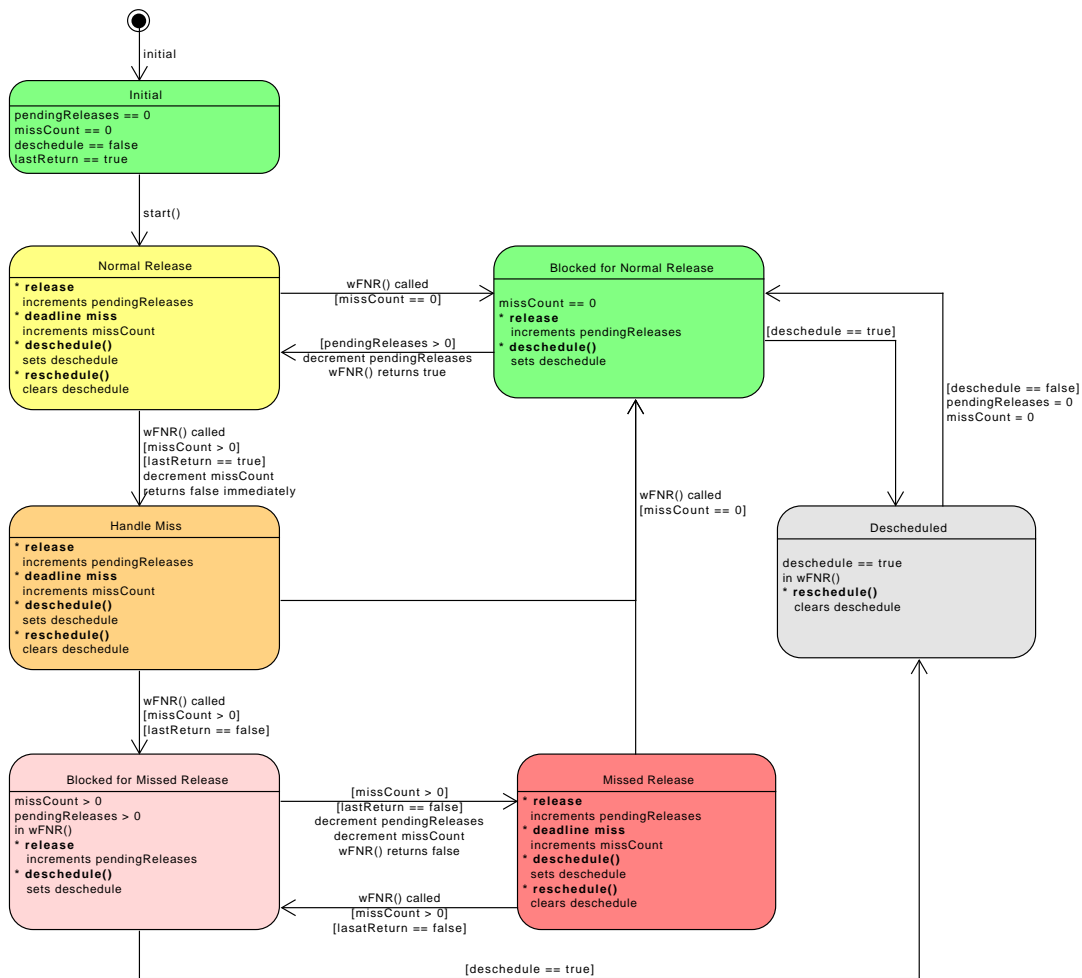 initial
Initial
pendingReleases == 0
missCount == 0
deschedule == false
lastReturn == true
start()
Normal Release
* release
increments pendingReleases
* deadline miss
increments missCount
* deschedule()
sets deschedule
* reschedule()
clears deschedule
wFNR() called
[missCount == 0]
[pendingReleases > 0]
decrement pendingReleases
wFNR() returns true
Blocked for Normal Release
missCount == 0
* release
increments pendingReleases
* deschedule()
sets deschedule
[deschedule == true]
[deschedule == false]
pendingReleases = 0
missCount = 0
wFNR() called
[missCount > 0]
[lastReturn == true]
decrement missCount
returns false immediately
Handle Miss
* release
increments pendingReleases
* deadline miss
increments missCount
* deschedule()
sets deschedule
* reschedule()
clears deschedule
wFNR() called
[missCount == 0]
Descheduled
deschedule == true
in wFNR()
* reschedule()
clears deschedule
wFNR() called
[missCount > 0]
[lastReturn == false]
Blocked for Missed Release
missCount > 0
pendingReleases > 0
in wFNR()
* release
increments pendingReleases
* deschedule()
sets deschedule
[missCount > 0]
[lastReturn == false]
decrement pendingReleases
decrement missCount
wFNR() returns false
wFNR() called
[missCount > 0]
[lasatReturn == false]
Missed Release
* release
increments pendingReleases
* deadline miss
increments missCount
* deschedule()
sets deschedule
* reschedule()
clears deschedule
[deschedule == true]